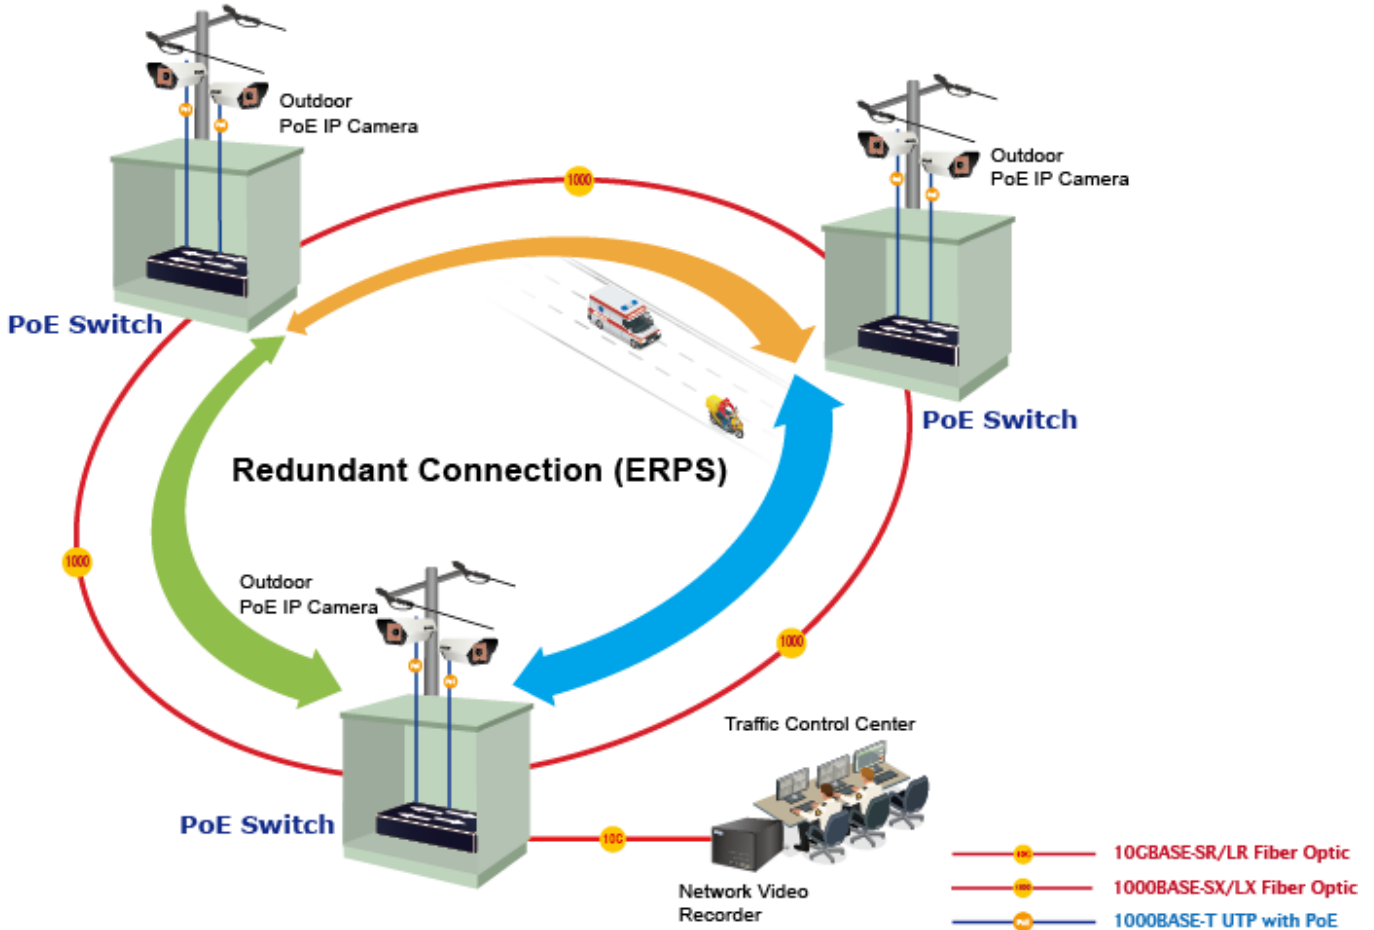 Outdoor
PoE IP Camera
1000
Outdoor
PoE IP Camera
PoE Switch
PoE Switch
Redundant Connection (ERPS)
1000
Outdoor
PoE IP Camera
1000
Traffic Control Center
PoE Switch
10G
Network Video
Recorder
10GBASE-SR/LR Fiber Optic
1000BASE-SX/LX Fiber Optic
1000BASE-T UTP with PoE